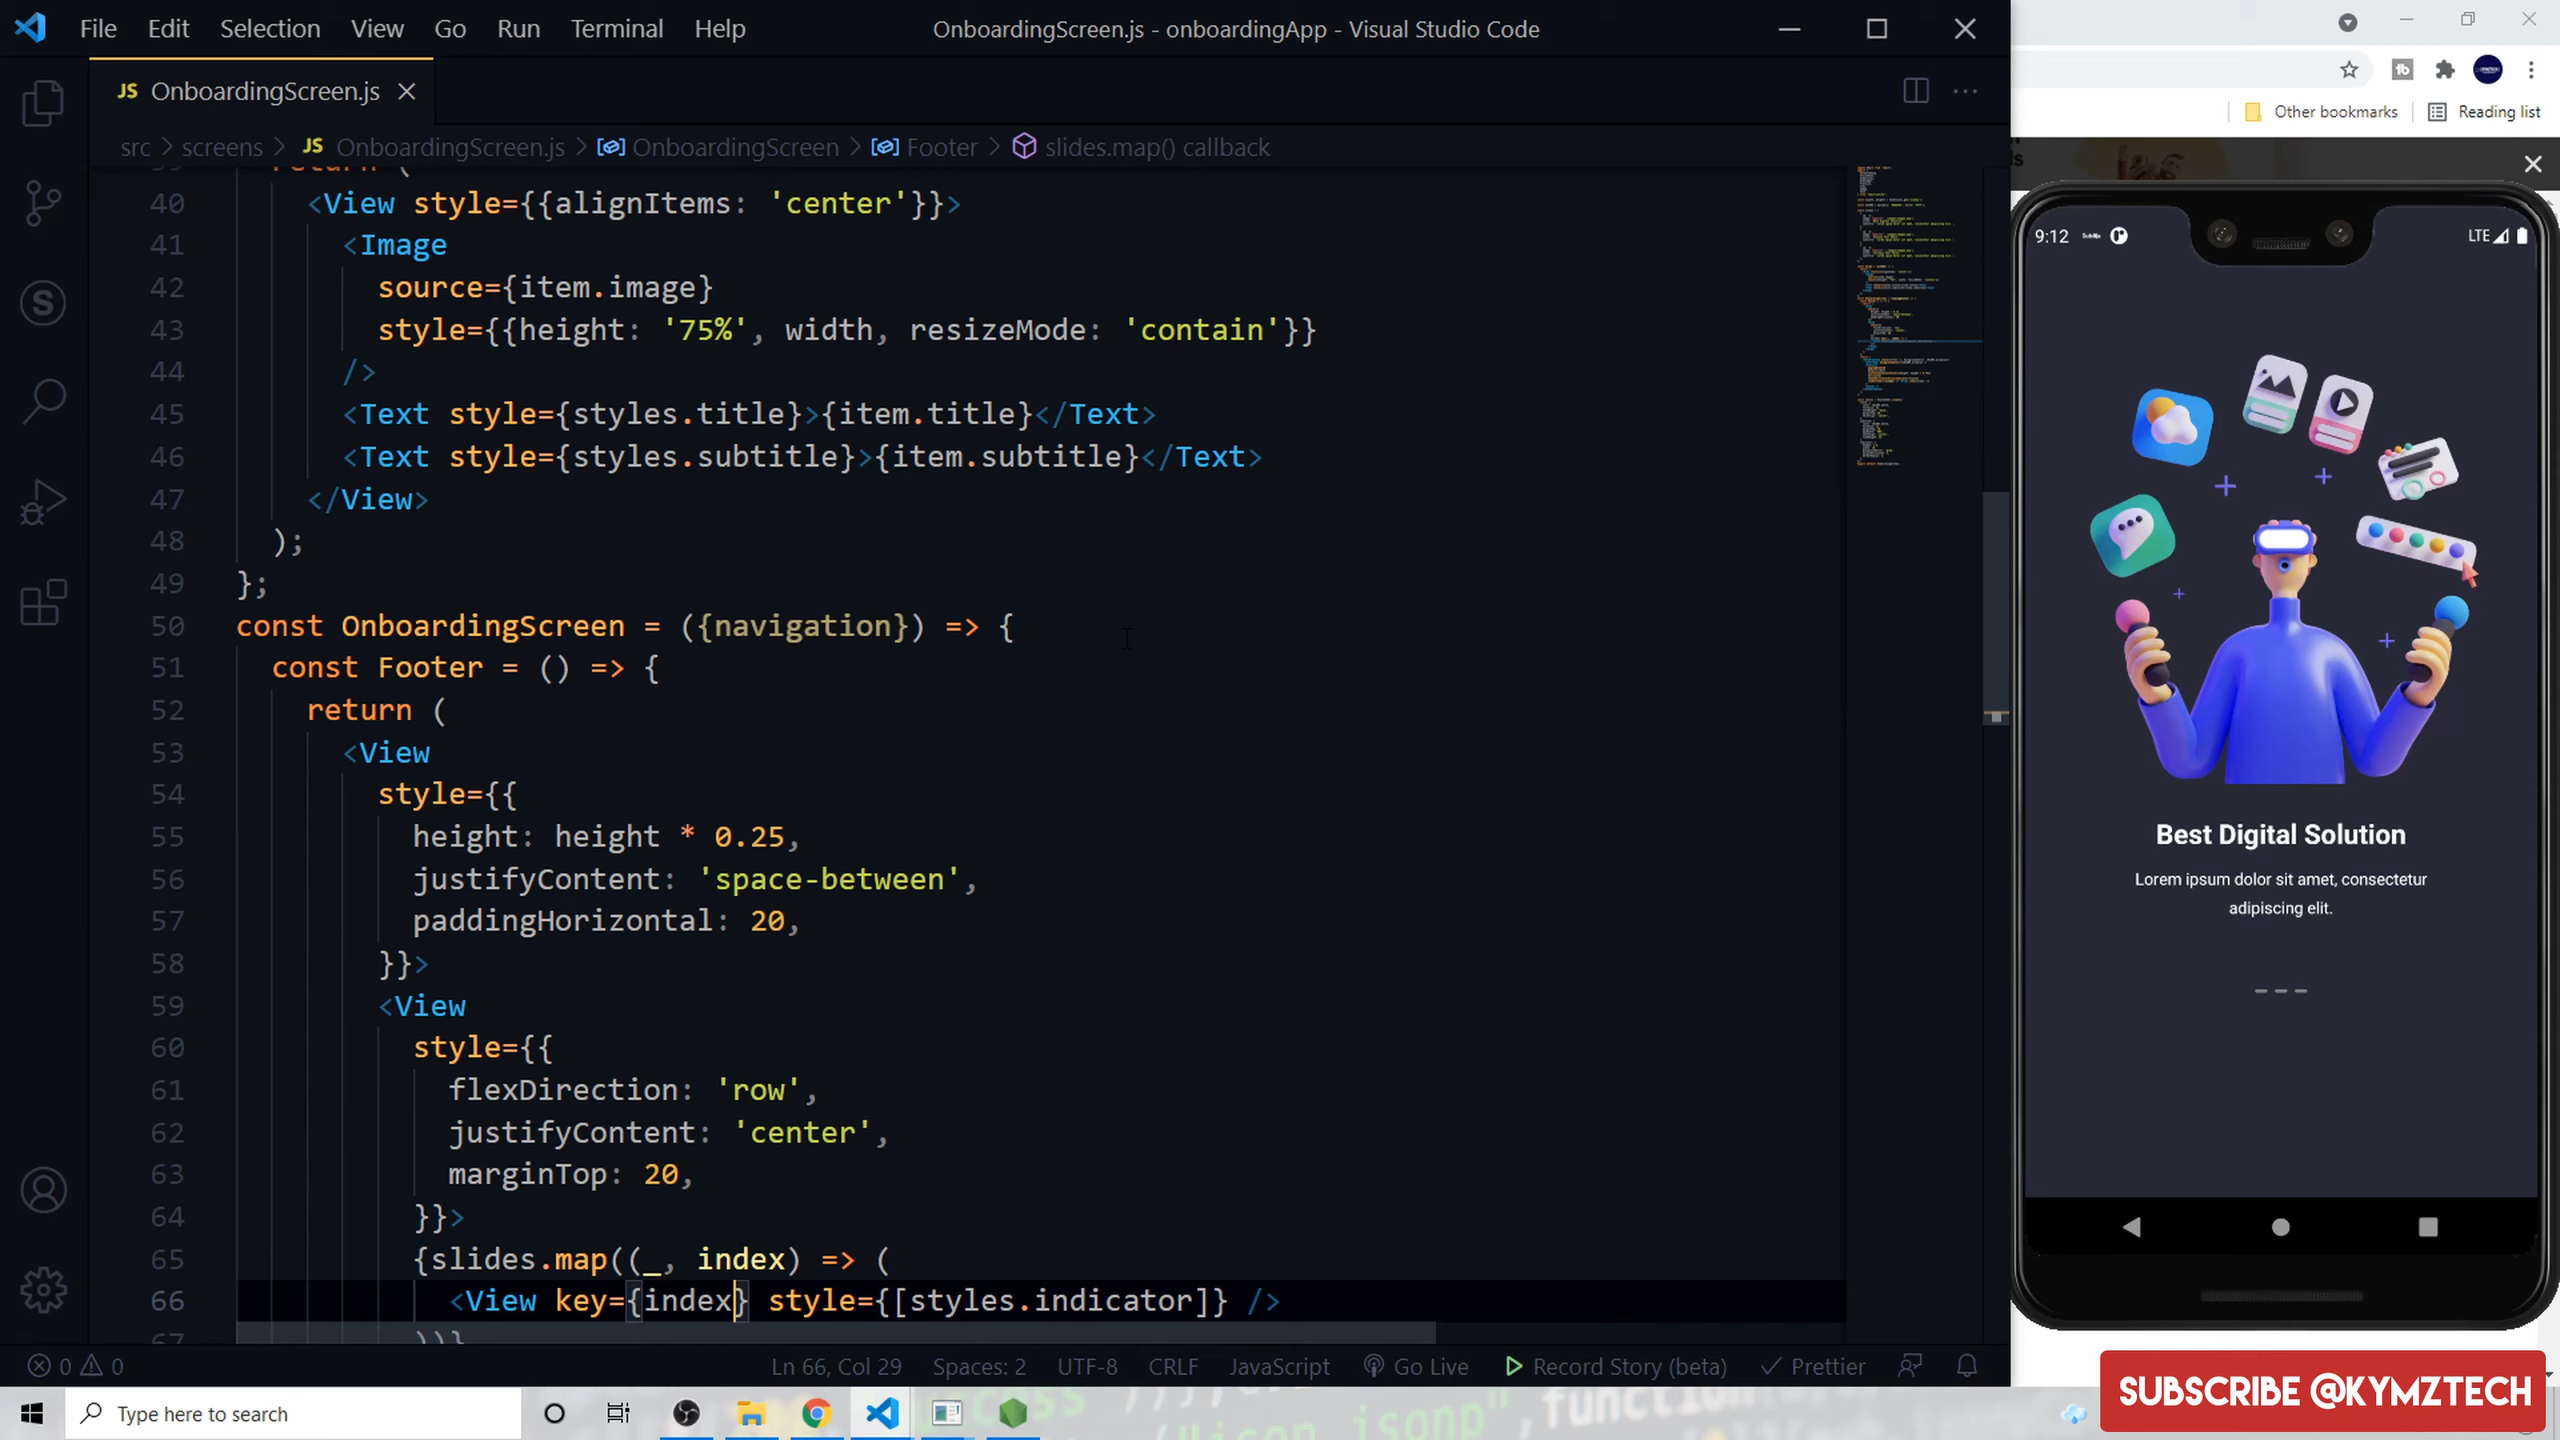 File Edit Selection View Go Run Terminal Help
OnboardingScreen.js - onboardingApp - Visual Studio Code
JS OnboardingScreen.js
src > screens > JS OnboardingScreen.js > OnboardingScreen > Footer > slides.map() callback
40 <View style={{alignItems: 'center'}}>
41 <Image
42 source={item.image}
43 style={{height: '75%', width, resizeMode: 'contain'}}
44 />
45 <Text style={styles.title}>{item.title}</Text>
46 <Text style={styles.subtitle}>{item.subtitle}</Text>
47 </View>
48 );
49 };
50 const OnboardingScreen = ({navigation}) => {
51 const Footer = () => {
52 return (
53 <View
54 style={{
55 height: height * 0.25,
56 justifyContent: 'space-between',
57 paddingHorizontal: 20,
58 }}>
59 <View
60 style={{
61 flexDirection: 'row',
62 justifyContent: 'center',
63 marginTop: 20,
64 }}>
65 {slides.map((_, index) => (
66 <View key={index} style={[styles.indicator]} />
67 ))}
0 0
Ln 66, Col 29 Spaces: 2 UTF-8 CRLF JavaScript Go Live Record Story (beta) Prettier
Type here to search
Other bookmarks Reading list
9:12 LTE
Best Digital Solution
Lorem ipsum dolor sit amet, consectetur
adipiscing elit.
SUBSCRIBE @KYMZTECH